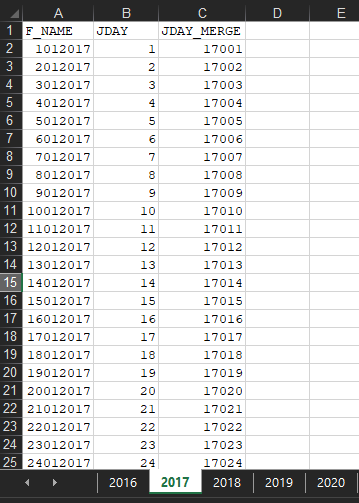 A B C D E
1 F_NAME JDAY JDAY_MERGE
2 1012017 1 17001
3 2012017 2 17002
4 3012017 3 17003
5 4012017 4 17004
6 5012017 5 17005
7 6012017 6 17006
8 7012017 7 17007
9 8012017 8 17008
10 9012017 9 17009
11 10012017 10 17010
12 11012017 11 17011
13 12012017 12 17012
14 13012017 13 17013
15 14012017 14 17014
16 15012017 15 17015
17 16012017 16 17016
18 17012017 17 17017
19 18012017 18 17018
20 19012017 19 17019
21 20012017 20 17020
22 21012017 21 17021
23 22012017 22 17022
24 23012017 23 17023
25 24012017 24 17024
2016 2017 2018 2019 2020